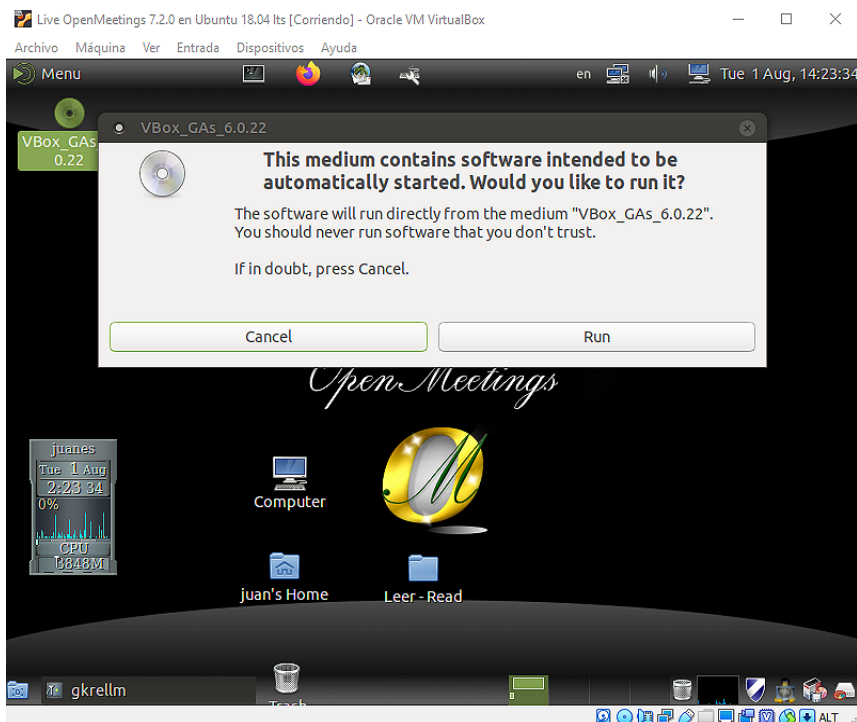 Live OpenMeetings 7.2.0 en Ubuntu 18.04 lts [Corriendo] - Oracle VM VirtualBox
Archivo Máquina Ver Entrada Dispositivos Ayuda
Menu en Tue 1 Aug, 14:23:34
VBox_GAs_6.0.22
VBox_GAs
0.22
This medium contains software intended to be
automatically started. Would you like to run it?
The software will run directly from the medium "VBox_GAs_6.0.22".
You should never run software that you don't trust.
If in doubt, press Cancel.
Cancel Run
OpenMeetings
juanes
Tue 1 Aug
2:23 34
0%
CPU
3848M
Computer
juan's Home
Leer - Read
Trash
gkrellm
ALT